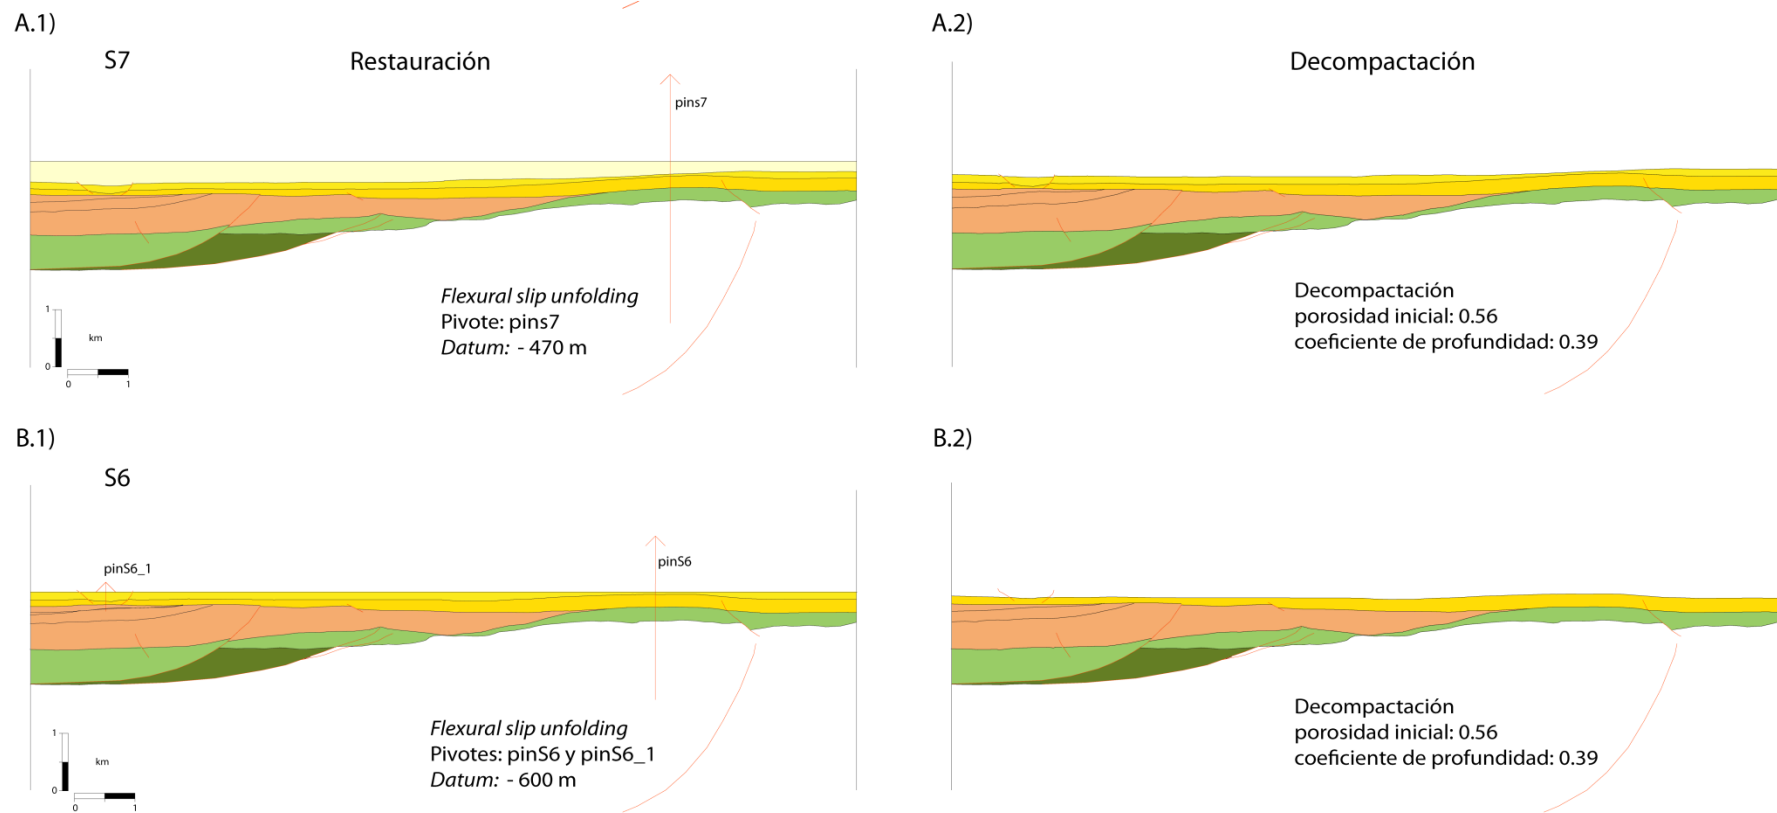 A.1)
A.2)
S7
Restauración
Decompactación
pins7
Flexural slip unfolding
Pivote: pins7
Datum: - 470 m
1
km
0
0
1
Decompactación
porosidad inicial: 0.56
coeficiente de profundidad: 0.39
B.1)
B.2)
S6
pinS6_1
pinS6
Flexural slip unfolding
Pivotes: pinS6 y pinS6_1
Datum: - 600 m
1
km
0
0
1
Decompactación
porosidad inicial: 0.56
coeficiente de profundidad: 0.39